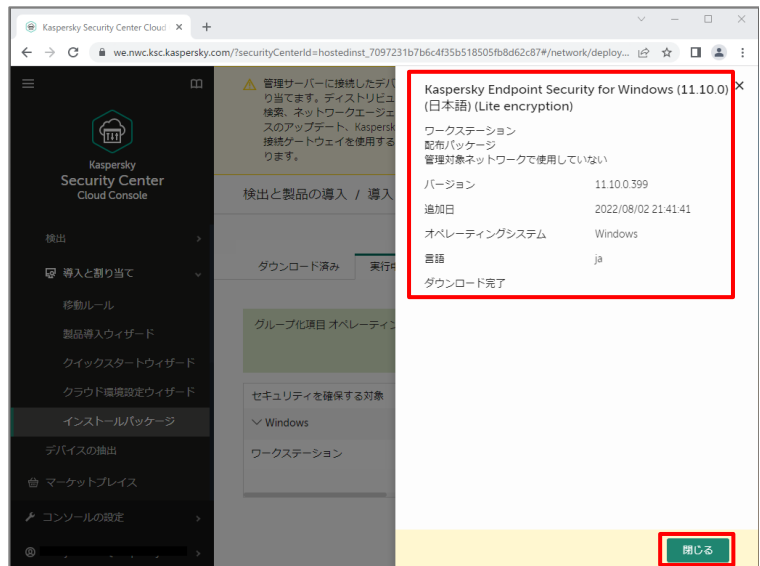 Kaspersky Security Center Cloud
we.nwc.ksc.kaspersky.com/?securityCenterId=hostedinst_7097231b7b6c4f35b518505fb8d62c87#/network/deploy...
Kaspersky
Security Center
Cloud Console
検出
導入と割り当て
移動ルール
製品導入ウィザード
クイックスタートウィザード
クラウド環境設定ウィザード
インストールパッケージ
デバイスの抽出
マーケットプレイス
コンソールの設定
管理サーバーに接続したデバ
り当てます。ディストリビュ
検索、ネットワークエージェ
スのアップデート、Kaspersk
接続ゲートウェイを使用する
ります。
検出と製品の導入 / 導入
ダウンロード済み 実行中
グループ化項目 オペレーティン
セキュリティを確保する対象
Windows
ワークステーション
Kaspersky Endpoint Security for Windows (11.10.0)
(日本語) (Lite encryption)
ワークステーション
配布パッケージ
管理対象ネットワークで使用していない
バージョン 11.10.0.399
追加日 2022/08/02 21:41:41
オペレーティングシステム Windows
言語 ja
ダウンロード完了
閉じる